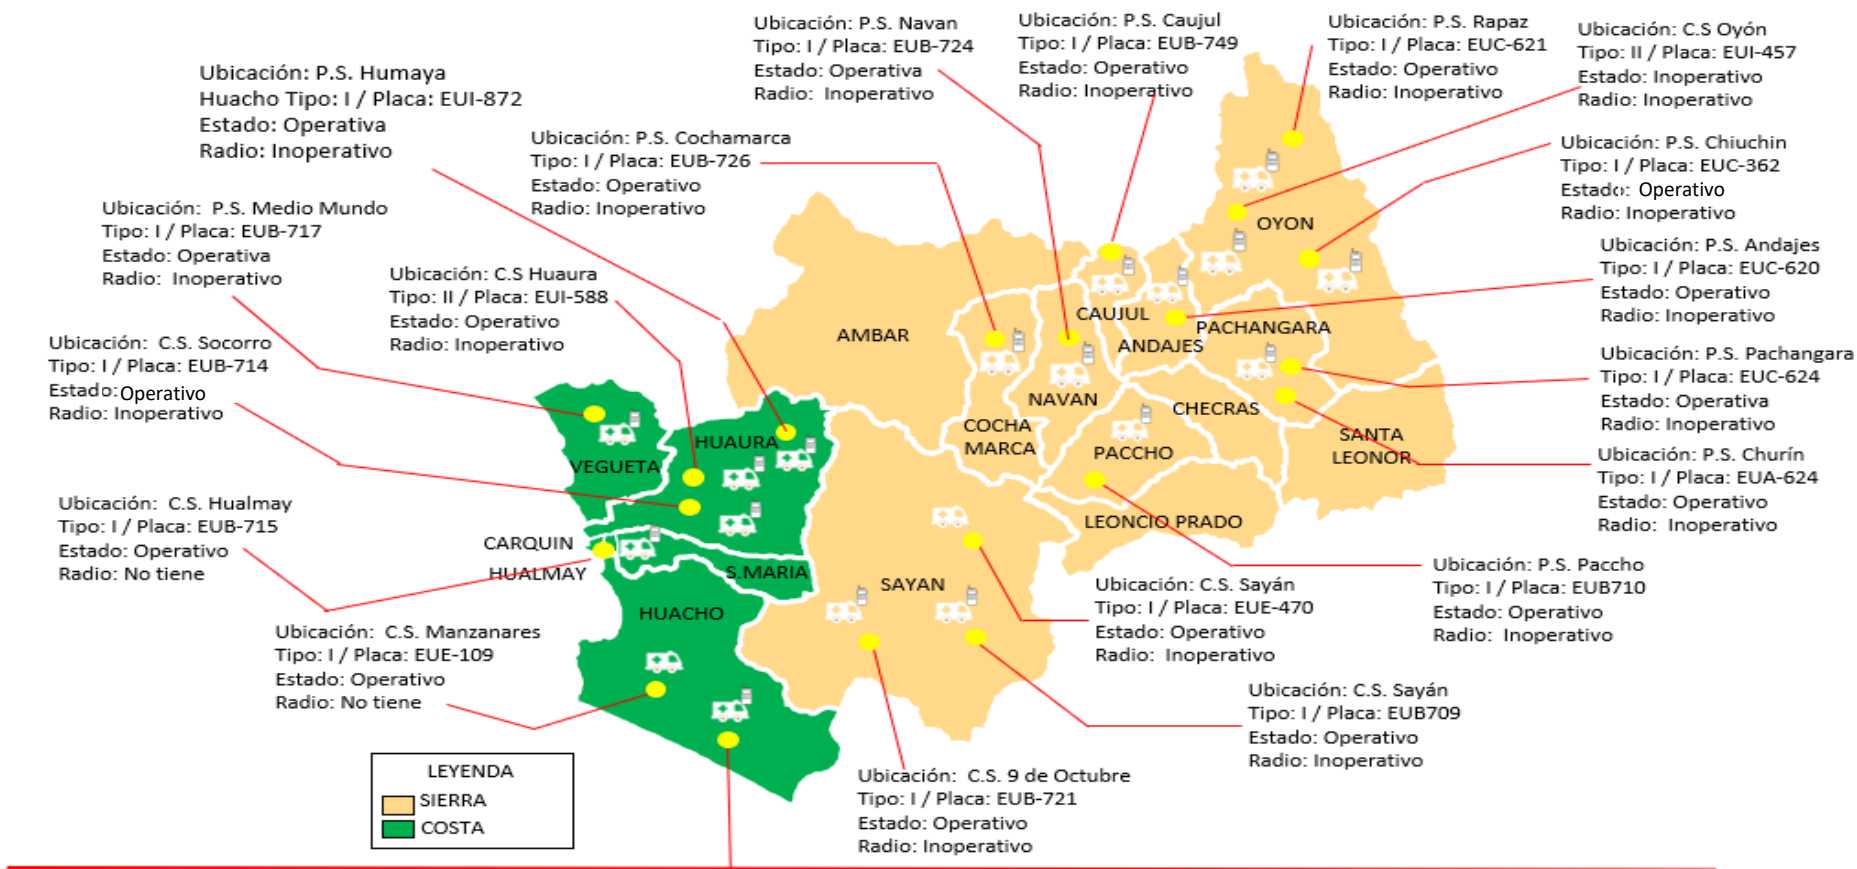 Ubicación: P.S. Humaya
Huacho Tipo: I / Placa: EUI-872
Estado: Operativa
Radio: Inoperativo
Ubicación: P.S. Navan
Tipo: I / Placa: EUB-724
Estado: Operativa
Radio: Inoperativo
Ubicación: P.S. Caujul
Tipo: I / Placa: EUB-749
Estado: Operativo
Radio: Inoperativo
Ubicación: P.S. Rapaz
Tipo: I / Placa: EUC-621
Estado: Operativo
Radio: Inoperativo
Ubicación: C.S Oyón
Tipo: II / Placa: EUI-457
Estado: Inoperativo
Radio: Inoperativo
Ubicación: P.S. Cochamarca
Tipo: I / Placa: EUB-726
Estado: Operativo
Radio: Inoperativo
Ubicación: P.S. Chiuchin
Tipo: I / Placa: EUC-362
Estado: Operativo
Radio: Inoperativo
Ubicación: P.S. Medio Mundo
Tipo: I / Placa: EUB-717
Estado: Operativa
Radio: Inoperativo
Ubicación: C.S Huaura
Tipo: II / Placa: EUI-588
Estado: Operativo
Radio: Inoperativo
Ubicación: P.S. Andajes
Tipo: I / Placa: EUC-620
Estado: Operativo
Radio: Inoperativo
Ubicación: C.S. Socorro
Tipo: I / Placa: EUB-714
Estado: Operativo
Radio: Inoperativo
Ubicación: P.S. Pachangara
Tipo: I / Placa: EUC-624
Estado: Operativa
Radio: Inoperativo
Ubicación: P.S. Churín
Tipo: I / Placa: EUA-624
Estado: Operativo
Radio: Inoperativo
Ubicación: C.S. Hualmay
Tipo: I / Placa: EUB-715
Estado: Operativo
Radio: No tiene
Ubicación: P.S. Paccho
Tipo: I / Placa: EUB710
Estado: Operativo
Radio: Inoperativo
Ubicación: C.S. Sayán
Tipo: I / Placa: EUE-470
Estado: Operativo
Radio: Inoperativo
Ubicación: C.S. Manzanares
Tipo: I / Placa: EUE-109
Estado: Operativo
Radio: No tiene
Ubicación: C.S. Sayán
Tipo: I / Placa: EUB709
Estado: Operativo
Radio: Inoperativo
Ubicación: C.S. 9 de Octubre
Tipo: I / Placa: EUB-721
Estado: Operativo
Radio: Inoperativo
OYON
AMBAR
CAUJUL
PACHANGARA
ANDAJES
NAVAN
CHECRAS
COCHA
MARCA
SANTA
LEONOR
PACCHO
HUAURA
VEGUETA
LEONCIO PRADO
CARQUIN
HUALMAY
S.MARIA
SAYAN
HUACHO
LEYENDA
SIERRA
COSTA